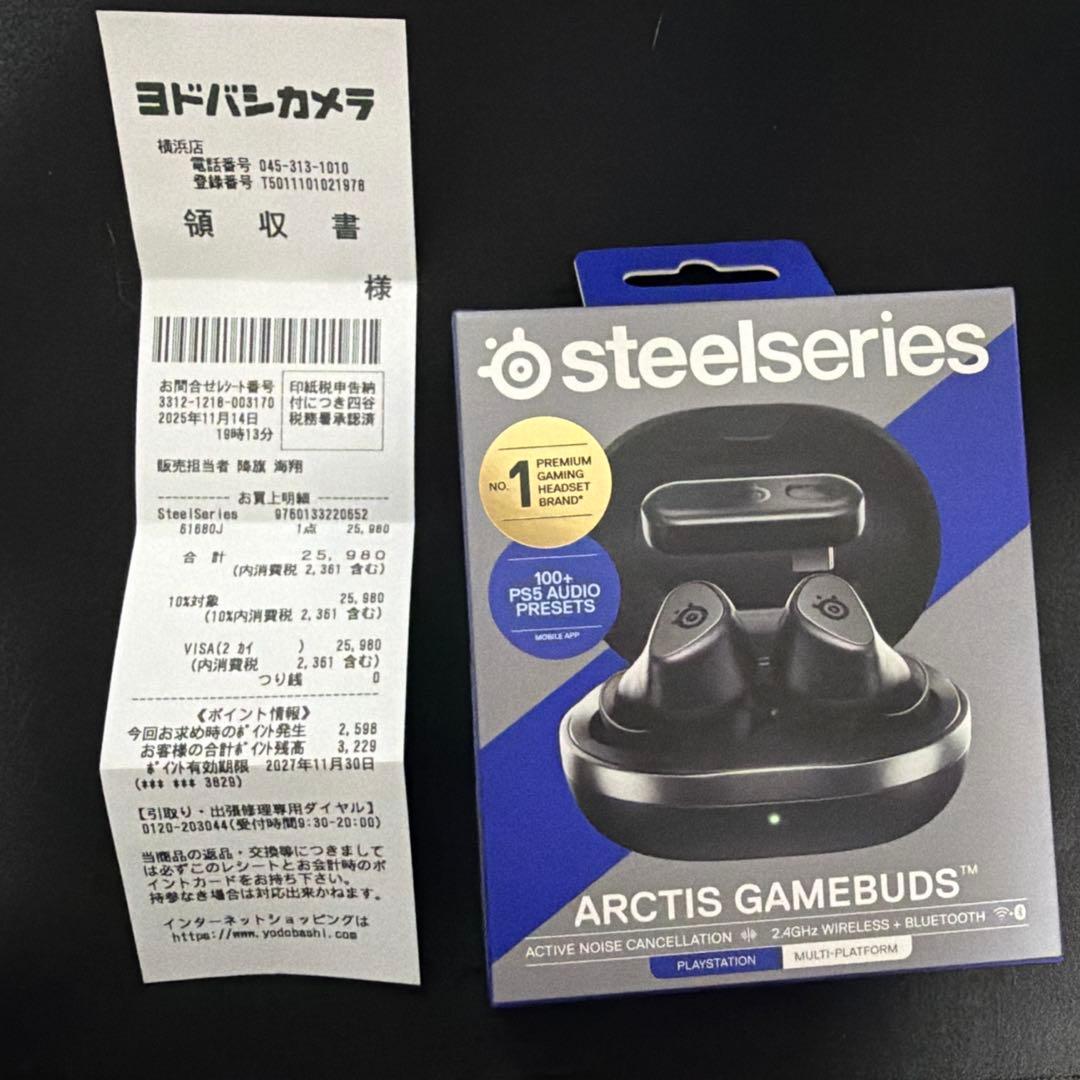 ヨドバシカメラ
横浜店
電話番号 045-313-1010
登録番号 T5011101021978
領 収 書
様
お問合せﾚｼｰﾄ番号
3312-1218-003170
2025年11月14日
19時13分
印紙税申告納
付につき四谷
税務署承認済
販売担当者 降旗 海翔
---------- お買上明細 ----------
SteelSeries 9760133220652
61680J 1点 25,980
合 計 25,980
(内消費税 2,361 含む)
10%対象 25,980
(10%内消費税 2,361 含む)
VISA(2 ｶｲ ) 25,980
(内消費税 2,361 含む)
つり銭 0
《ポイント情報》
今回お求め時のﾎﾟｲﾝﾄ発生 2,598
お客様の合計ﾎﾟｲﾝﾄ残高 3,229
ﾎﾟｲﾝﾄ有効期限 2027年11月30日
(*** *** 3829)
【引取り・出張修理専用ダイヤル】
0120-203044(受付時間9:30-20:00)
当商品の返品・交換等につきまして
は必ずこのレシートとお会計時のポ
イントカードをお持ち下さい。
持参なき場合は対応出来かねます。
インターネットショッピングは
https://www.yodobashi.com
steelseries
NO. 1 PREMIUM
GAMING
HEADSET
BRAND*
100+
PS5 AUDIO
PRESETS
MOBILE APP
ARCTIS GAMEBUDS™
ACTIVE NOISE CANCELLATION 2.4GHz WIRELESS + BLUETOOTH
PLAYSTATION MULTI-PLATFORM